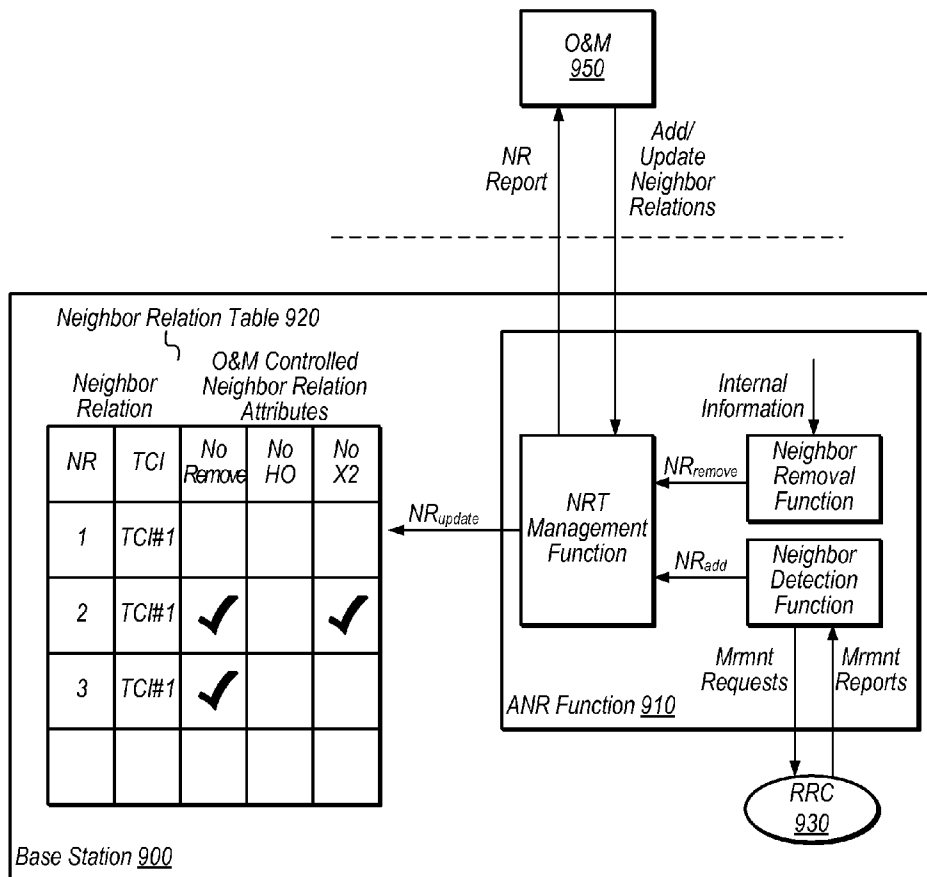 O&M
950
NR
Report
Add/
Update
Neighbor
Relations
Neighbor Relation Table 920
O&M Controlled
Neighbor Relation
Attributes
Neighbor
Relation
NR TCI No Remove No HO No X2
1 TCI#1
2 TCI#1 ✓ ✓
3 TCI#1 ✓
NRupdate
NRT
Management
Function
Internal
Information
NRremove
Neighbor
Removal
Function
NRadd
Neighbor
Detection
Function
Mrmnt
Requests
Mrmnt
Reports
ANR Function 910
RRC
930
Base Station 900